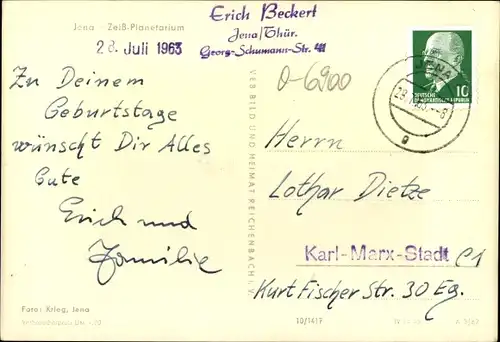 Jena - Zeiß-Planetarium
28. Juli 1963
Erich Beckert
Jena/Thür.
Georg-Schumann-Str. 41
Zu Deinem
Geburtstage
wünscht Dir Alles
Gute
Erich und
Familie
Foto: Krieg, Jena
VEB BILD UND HEIMAT REICHENBACH i. V.
10/1417
0-6900
JENA
10
DEUTSCHE
DEMOKRATISCHE REPUBLIK
Herrn
Lothar Dietze
Karl-Marx-Stadt C1
Kurt Fischer Str. 30 Eg.